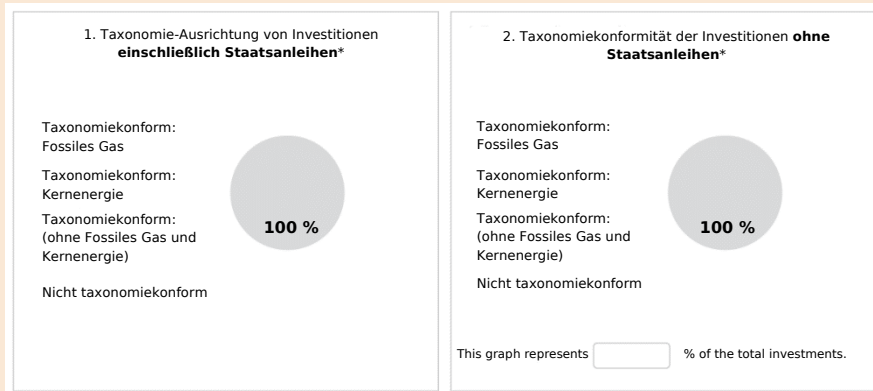 1. Taxonomie-Ausrichtung von Investitionen
einschließlich Staatsanleihen*
Taxonomiekonform:
Fossiles Gas
Taxonomiekonform:
Kernenergie
Taxonomiekonform:
(ohne Fossiles Gas und
Kernenergie)
Nicht taxonomiekonform
100 %
2. Taxonomiekonformität der Investitionen ohne
Staatsanleihen*
Taxonomiekonform:
Fossiles Gas
Taxonomiekonform:
Kernenergie
Taxonomiekonform:
(ohne Fossiles Gas und
Kernenergie)
Nicht taxonomiekonform
100 %
This graph represents % of the total investments.